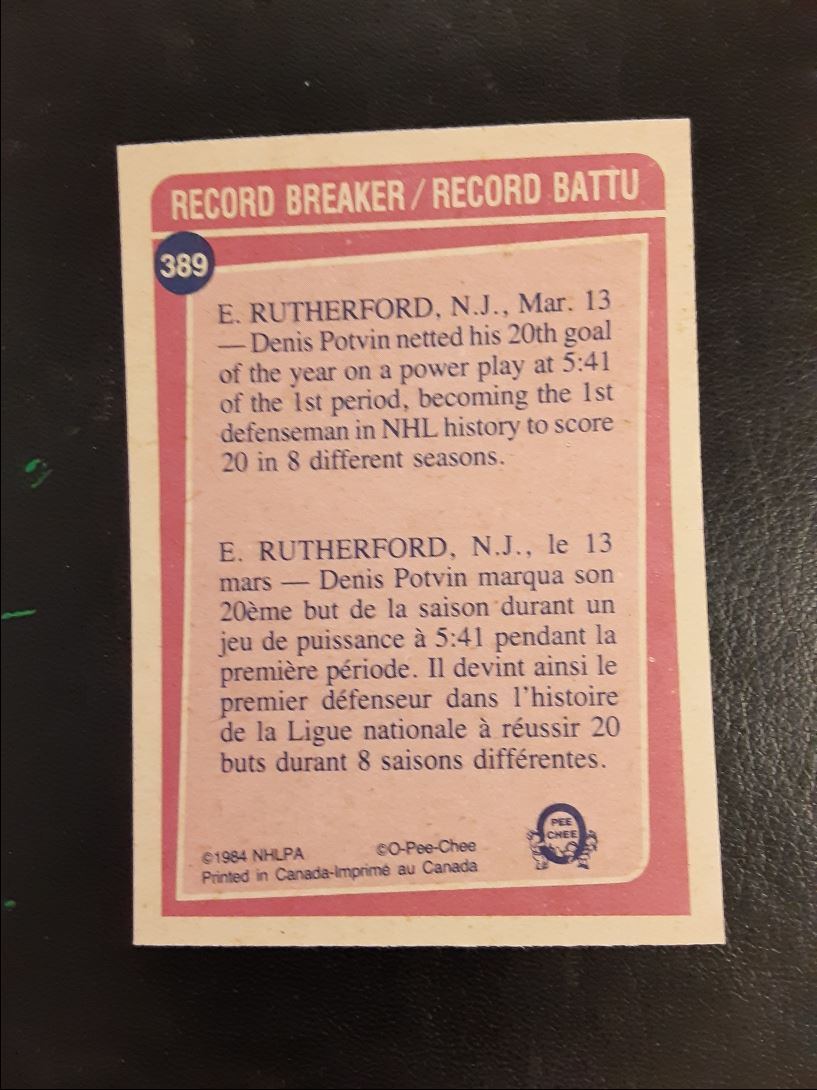 RECORD BREAKER / RECORD BATTU
389
E. RUTHERFORD, N.J., Mar. 13
— Denis Potvin netted his 20th goal
of the year on a power play at 5:41
of the 1st period, becoming the 1st
defenseman in NHL history to score
20 in 8 different seasons.
E. RUTHERFORD, N.J., le 13
mars — Denis Potvin marqua son
20ème but de la saison durant un
jeu de puissance à 5:41 pendant la
première période. Il devint ainsi le
premier défenseur dans l'histoire
de la Ligue nationale à réussir 20
buts durant 8 saisons différentes.
©1984 NHLPA ©O-Pee-Chee
Printed in Canada-Imprimé au Canada
PEE
CHEE